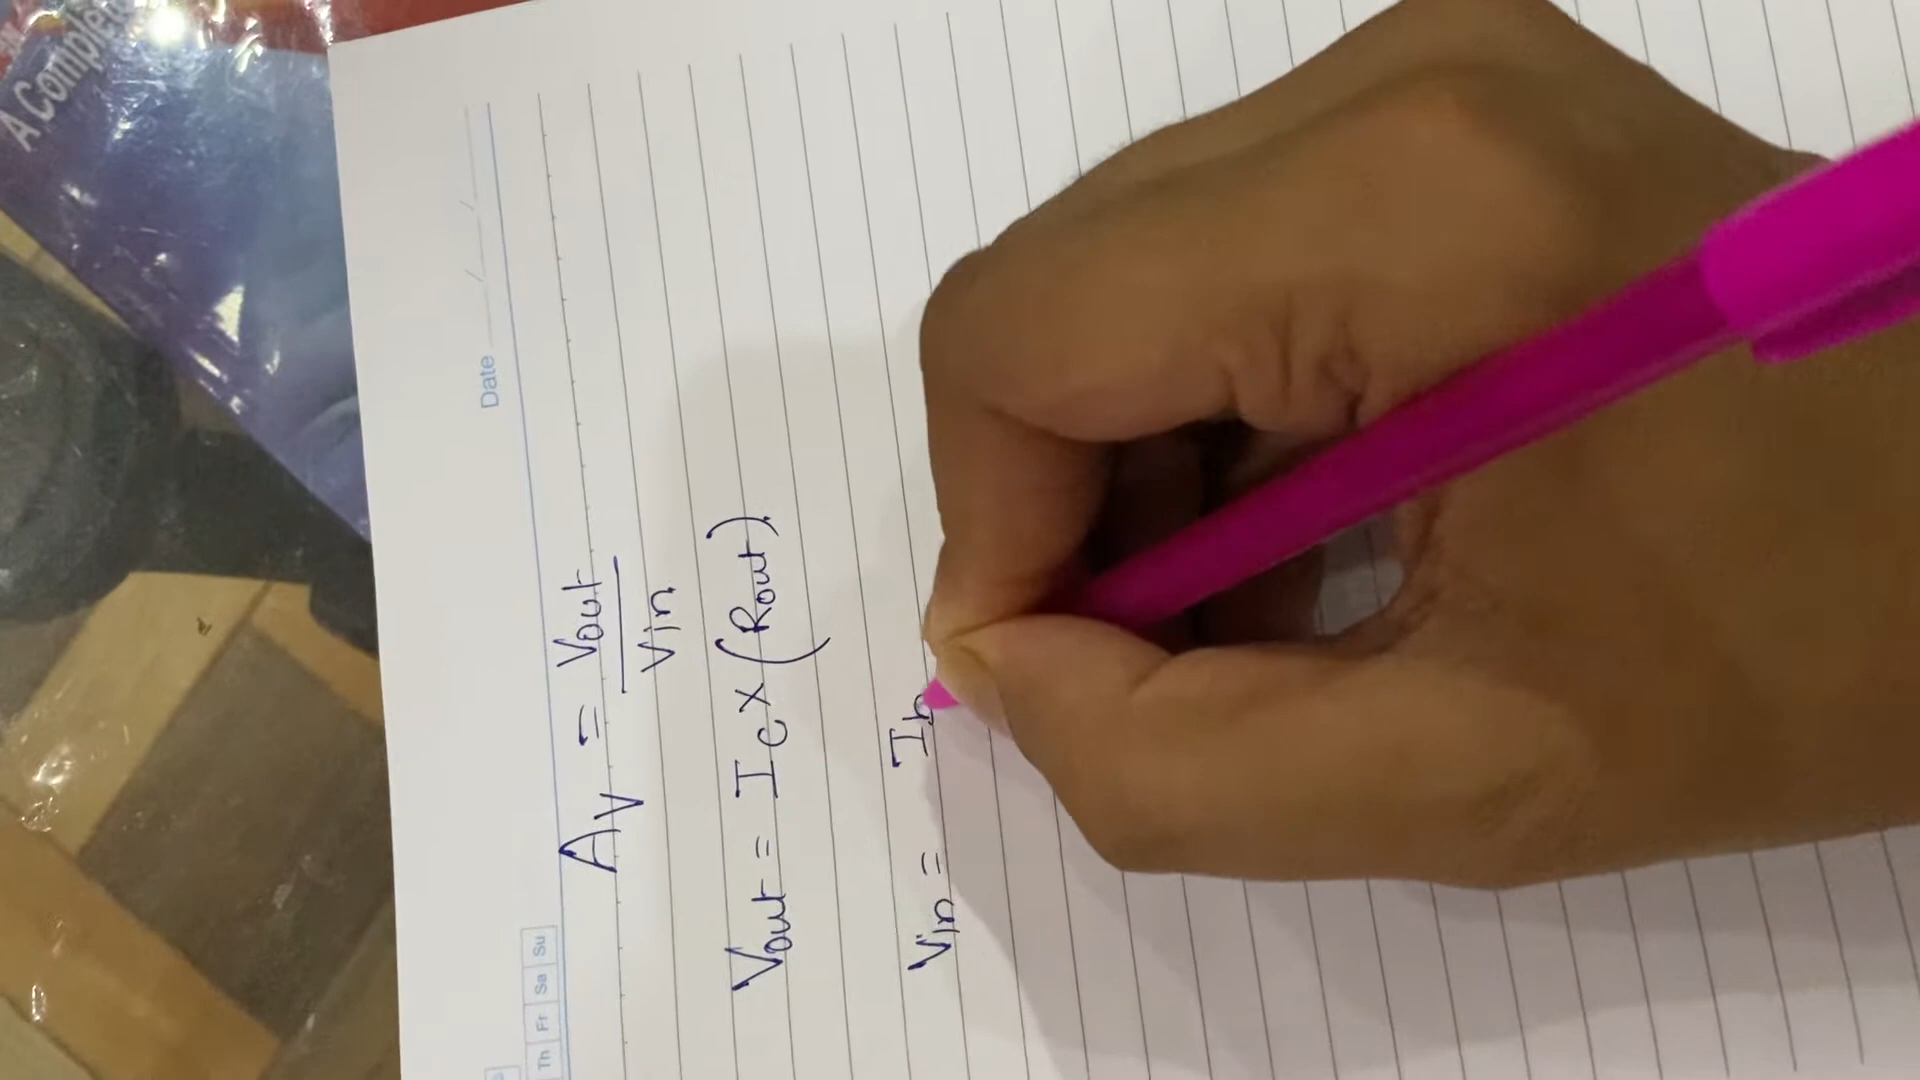 A Complete
Date
Th Fr Sa Su
Av = Vout
Vin
Vout = Ic × (Rout)
Vin = Ib